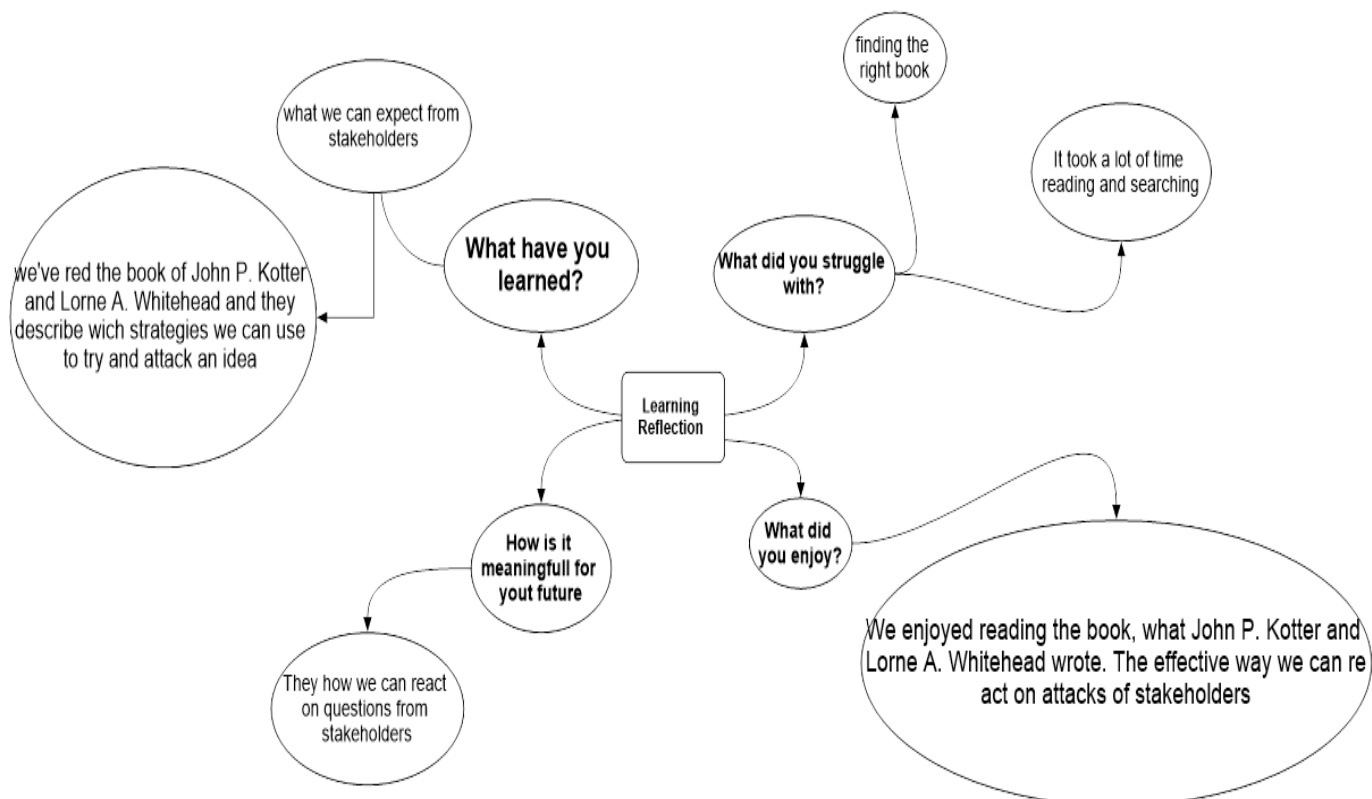 finding the
right book
what we can expect from
stakeholders
It took a lot of time
reading and searching
What have you
learned?
What did you struggle
with?
we've red the book of John P. Kotter
and Lorne A. Whitehead and they
describe wich strategies we can use
to try and attack an idea
Learning
Reflection
How is it
meaningfull for
yout future
What did
you enjoy?
We enjoyed reading the book, what John P. Kotter and
Lorne A. Whitehead wrote. The effective way we can re
act on attacks of stakeholders
They how we can react
on questions from
stakeholders